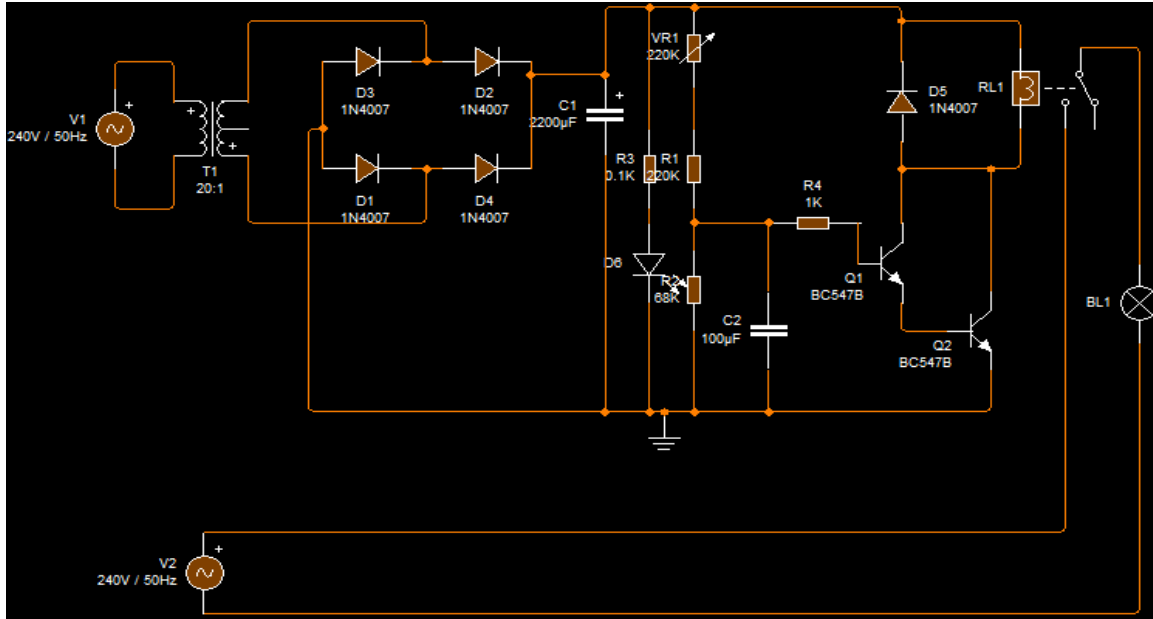 VR1
220K
D3
1N4007
D2
1N4007
D5
1N4007
RL1
V1
240V / 50Hz
T1
20:1
C1
2200µF
R3
0.1K
R1
220K
R4
1K
D1
1N4007
D4
1N4007
D6
R2
68K
Q1
BC547B
C2
100µF
Q2
BC547B
BL1
V2
240V / 50Hz